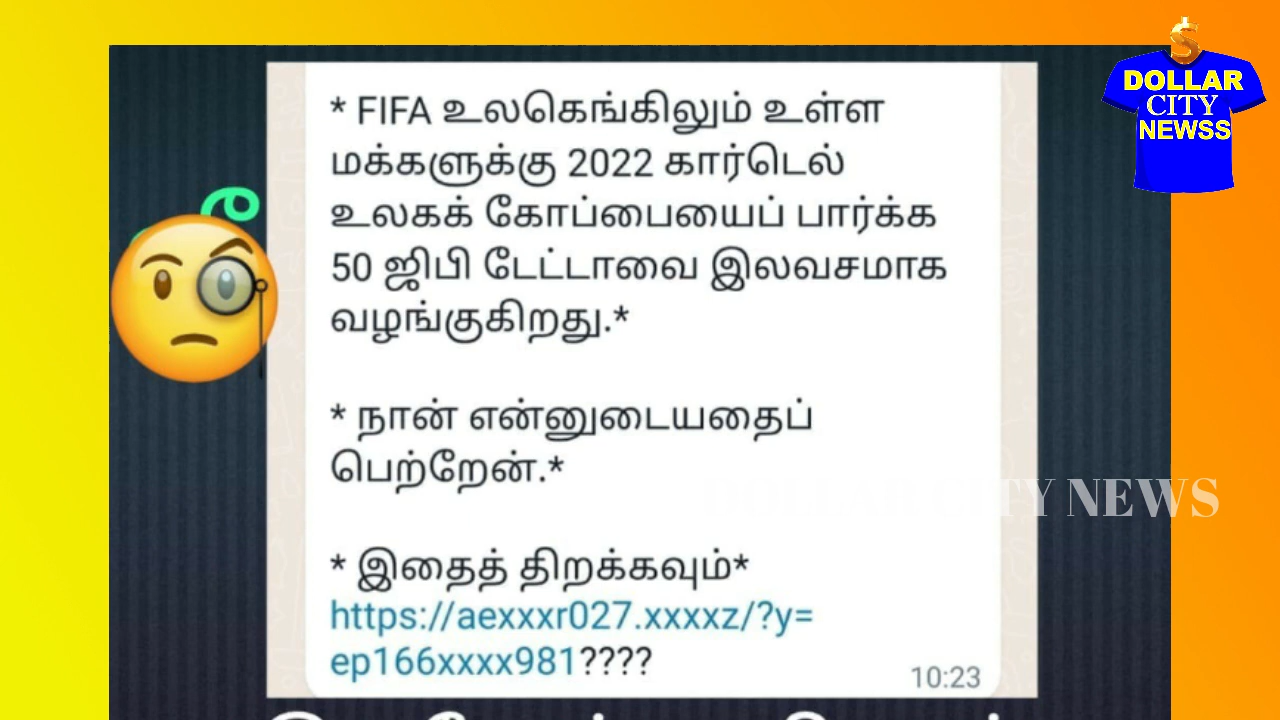 * FIFA உலகெங்கிலும் உள்ள
மக்களுக்கு 2022 கார்டெல்
உலகக் கோப்பையைப் பார்க்க
50 ஜிபி டேட்டாவை இலவசமாக
வழங்குகிறது.*
* நான் என்னுடையதைப்
பெற்றேன்.*
* இதைத் திறக்கவும்*
https://aexxxr027.xxxxz/?y=
ep166xxxx981????
10:23
DOLLAR
CITY
NEWSS
DOLLAR CITY NEWS